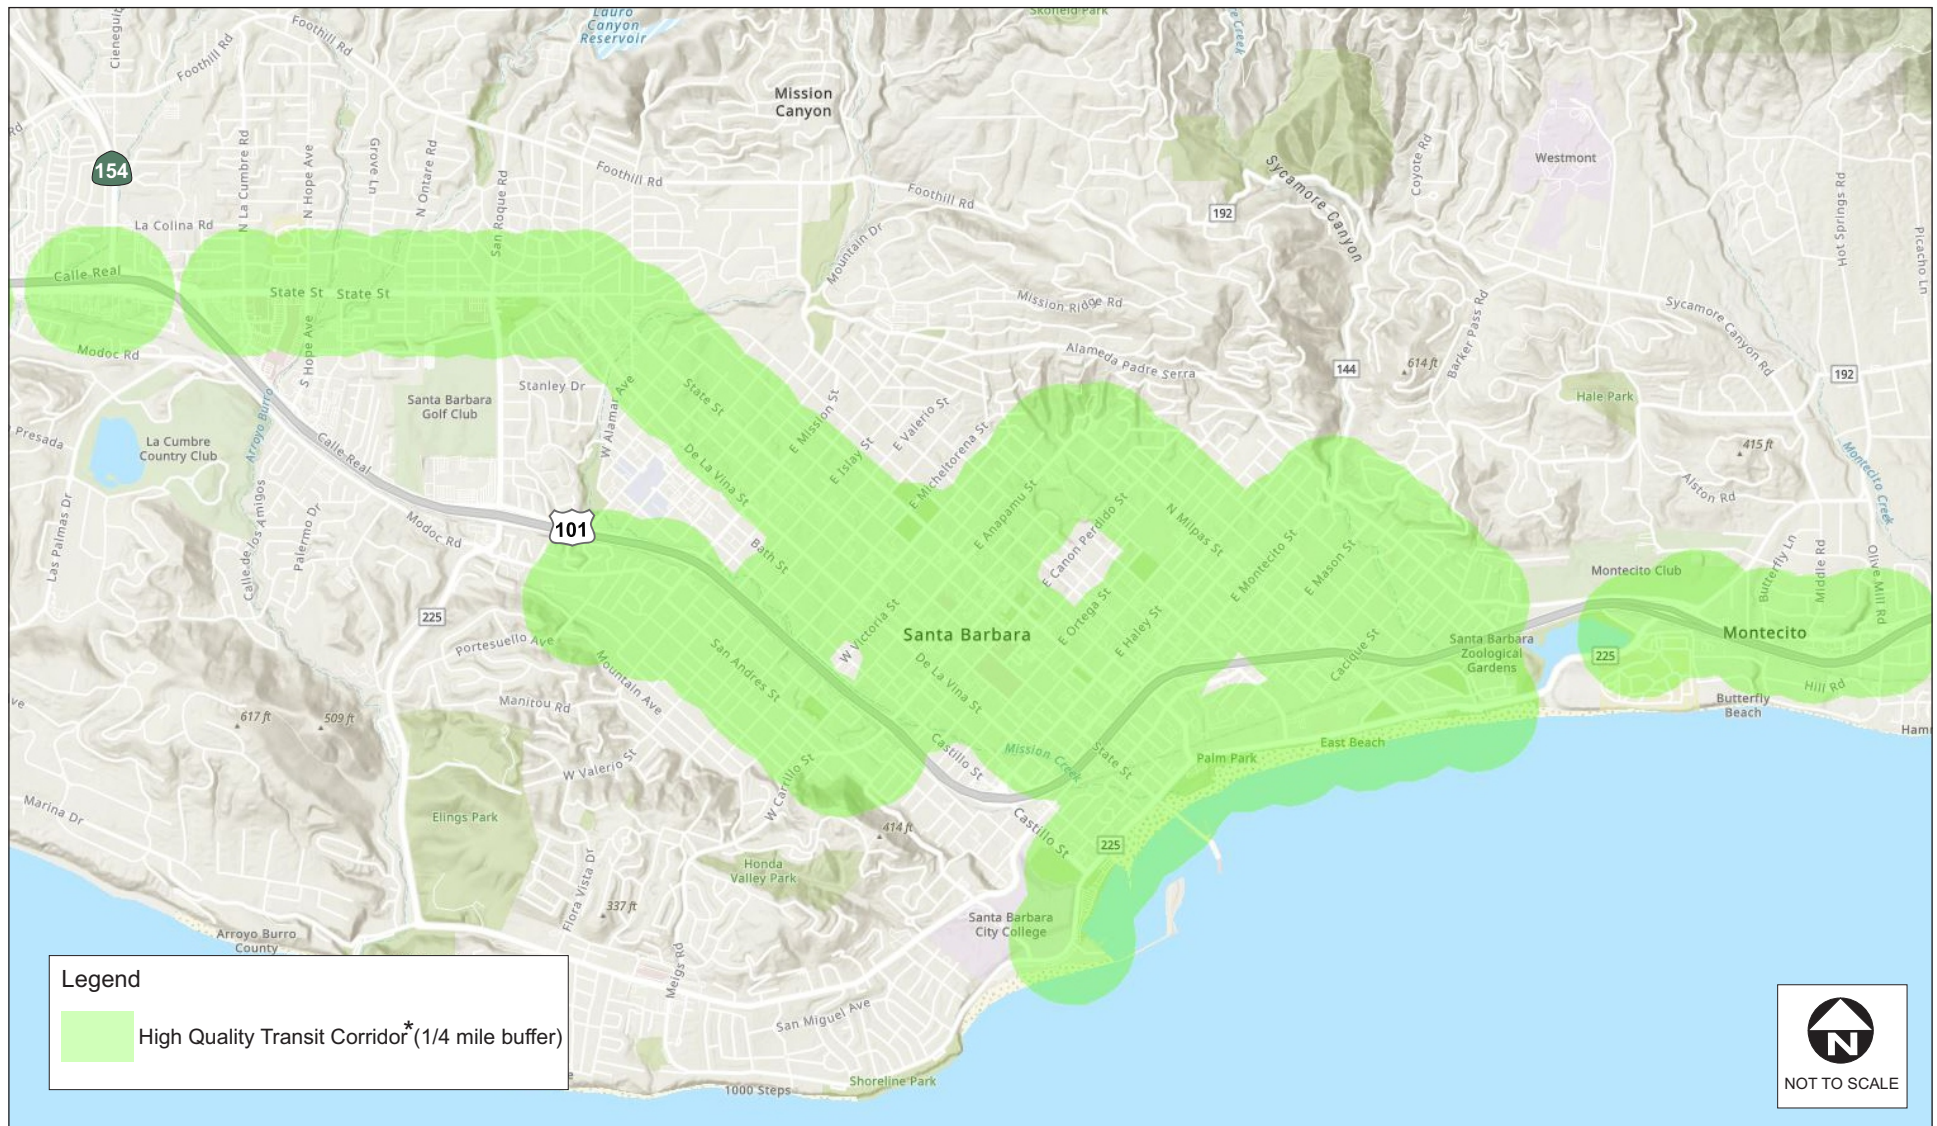 Lauro
Canyon
Reservoir
Skofield Park
Foothill Rd
Foothill Rd
Mission
Canyon
154
N La Cumbre Rd
N Hope Ave
Grove Ln
N Ontare Rd
San Roque Rd
Foothill Rd
Foothill Rd
Mountain Dr
192
Sycamore Canyon
Coyote Rd
Westmont
Hot Springs Rd
Picacho Ln
La Colina Rd
Calle Real
State St
State St
Mission Ridge Rd
Barker Pass Rd
Sycamore Canyon Rd
Modoc Rd
S Hope Ave
Alameda Padre Serra
144
614 ft
192
Hale Park
Stanley Dr
Santa Barbara
Golf Club
W Alamar Ave
State St
E Mission St
E Valerio St
E Islay St
E Micheltorena St
Presada
La Cumbre
Country Club
Arroyo Burro
Calle Real
De La Vina St
415 ft
Alston Rd
Montecito Creek
Las Palmas Dr
Calle de los Amigos
Palermo Dr
Modoc Rd
101
Bath St
E Anapamu St
E Canon Perdido St
N Milpas St
E Montecito St
E Mason St
Montecito Club
Butterfly Ln
Middle Rd
Olive Mill Rd
225
Portesuello Ave
Mountain Ave
San Andres St
W Victoria St
Santa Barbara
E Ortega St
E Haley St
De La Vina St
Cacique St
Santa Barbara
Zoological
Gardens
225
Montecito
Hill Rd
Butterfly
Beach
617 ft
509 ft
Manitou Rd
W Valerio St
W Carrillo St
Castillo St
Mission Creek
State St
Palm Park
East Beach
Marina Dr
Elings Park
Castillo St
225
414 ft
Honda
Valley Park
Flora Vista Dr
337 ft
Santa Barbara
City College
Arroyo Burro
County
Meigs Rd
San Miguel Ave
Shoreline Park
1000 Steps
Legend
High Quality Transit Corridor*(1/4 mile buffer)
N
NOT TO SCALE